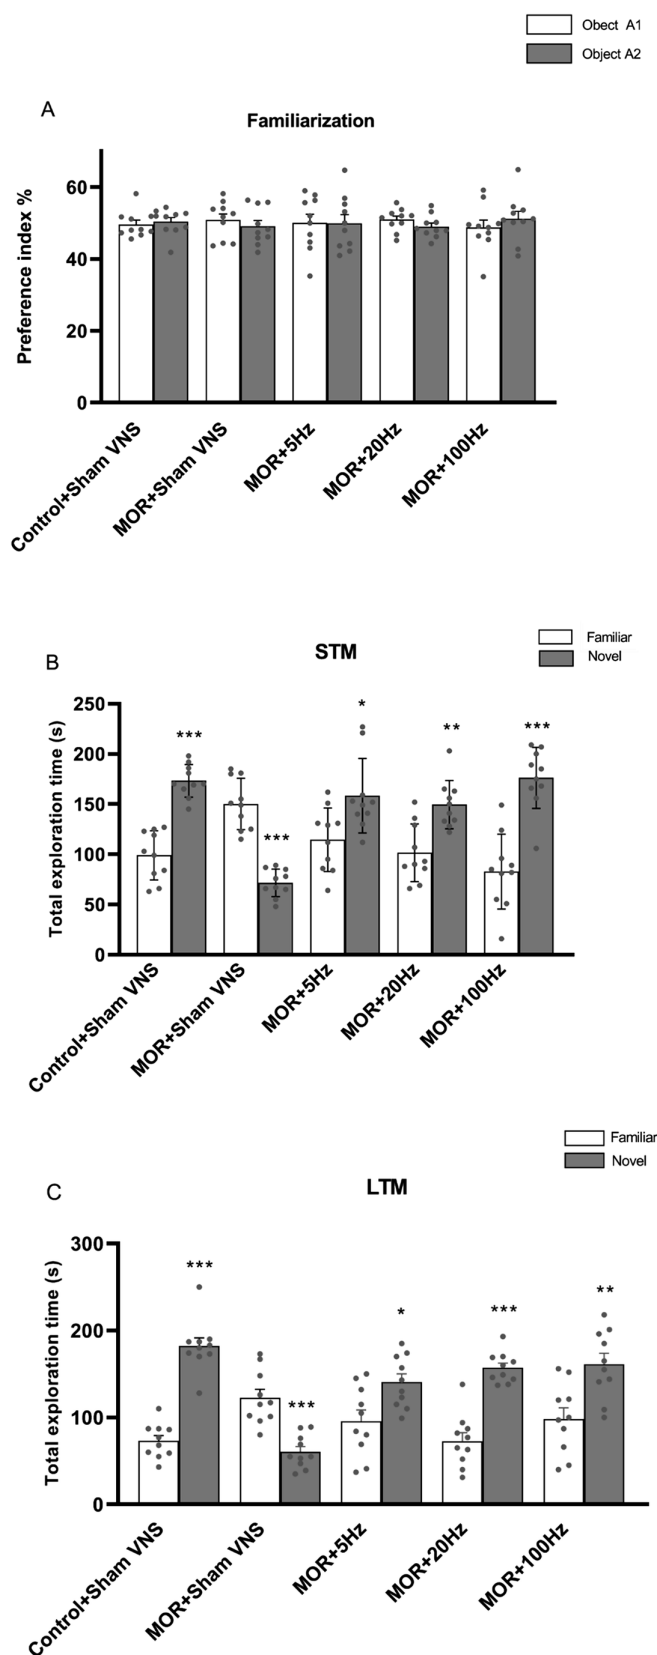 Obect A1
Object A2
A
Familiarization
Preference index %
60
40
20
0
Control+Sham VNS
MOR+Sham VNS
MOR+5Hz
MOR+20Hz
MOR+100Hz
B
STM
Familiar
Novel
Total exploration time (s)
250
200
150
100
50
0
***
***
*
**
***
Control+Sham VNS
MOR+Sham VNS
MOR+5Hz
MOR+20Hz
MOR+100Hz
Familiar
Novel
C
LTM
Total exploration time (s)
300
200
100
0
***
***
*
***
**
Control+Sham VNS
MOR+Sham VNS
MOR+5Hz
MOR+20Hz
MOR+100Hz